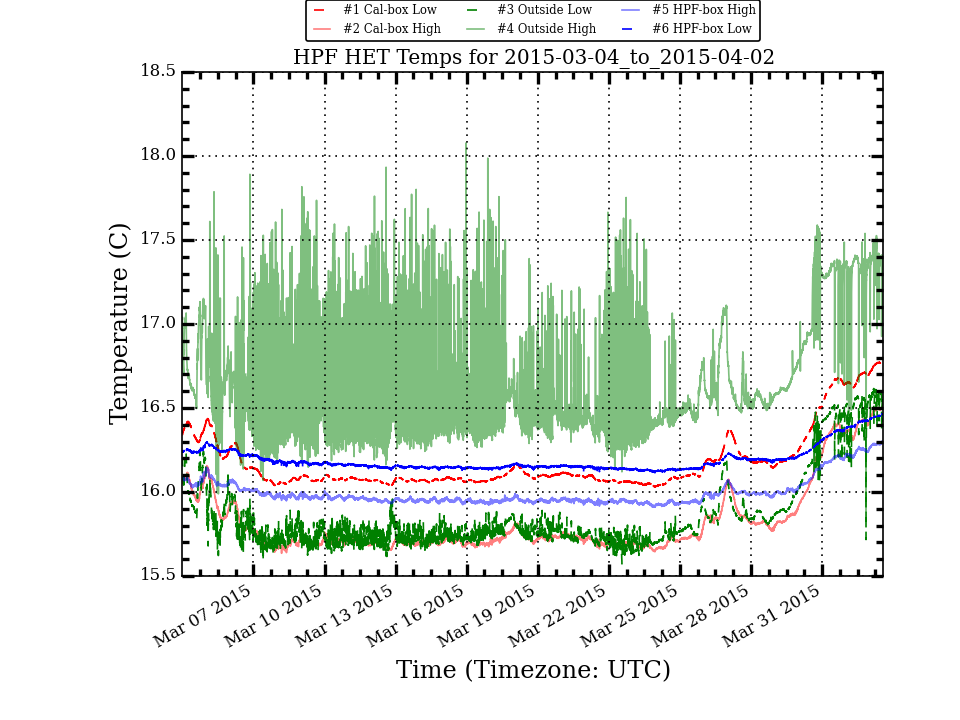 #1 Cal-box Low #3 Outside Low #5 HPF-box High
#2 Cal-box High #4 Outside High #6 HPF-box Low
HPF HET Temps for 2015-03-04_to_2015-04-02
18.5
18.0
17.5
17.0
16.5
16.0
15.5
Temperature (C)
Mar 07 2015 Mar 10 2015 Mar 13 2015 Mar 16 2015 Mar 19 2015 Mar 22 2015 Mar 25 2015 Mar 28 2015 Mar 31 2015
Time (Timezone: UTC)